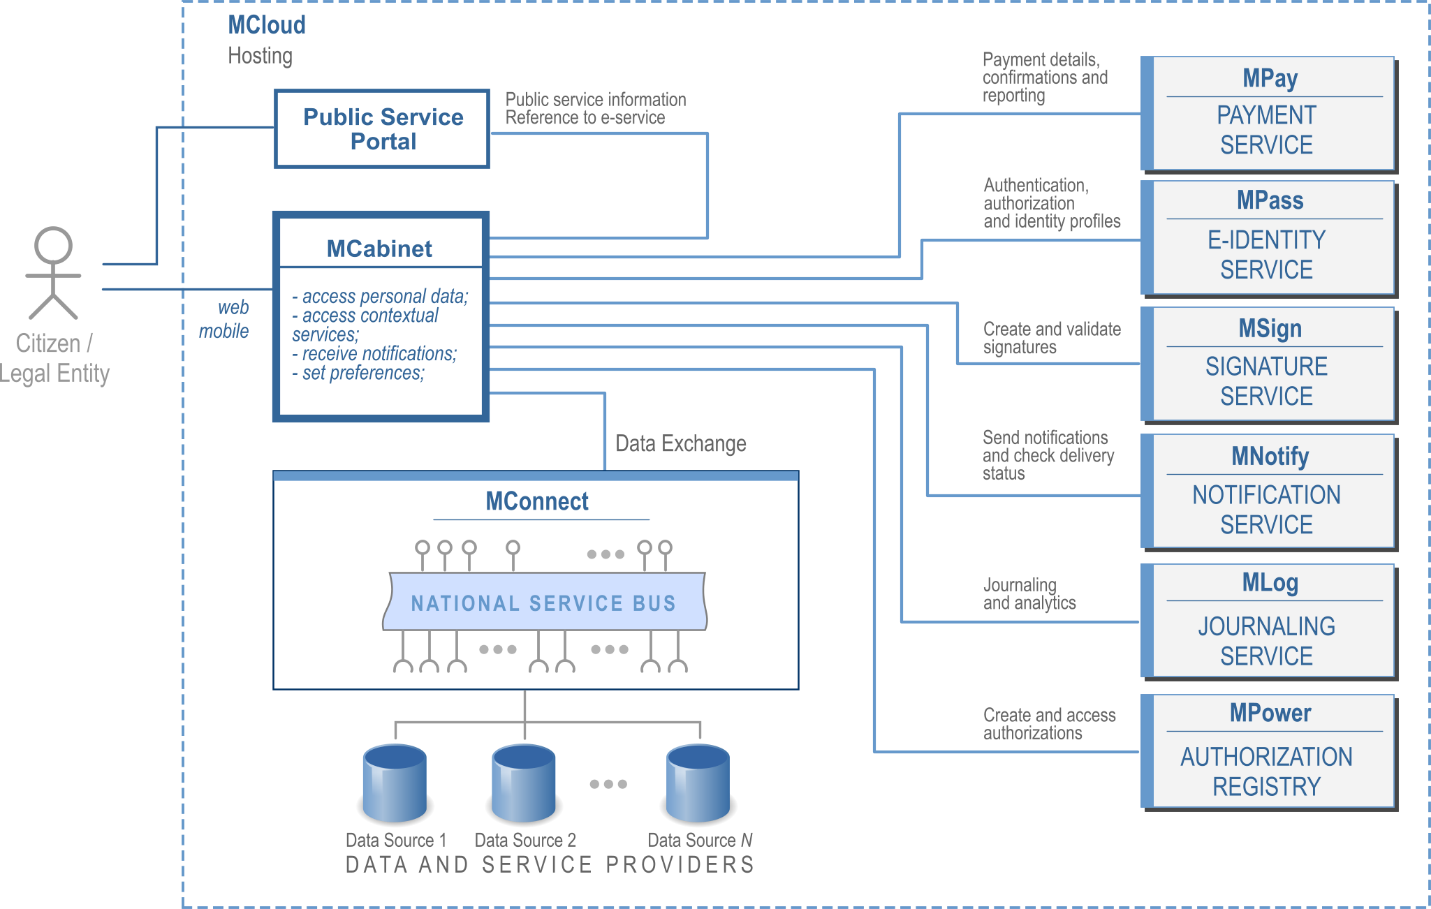 MCloud
Hosting
Public Service
Portal
Public service information
Reference to e-service
MCabinet
- access personal data;
- access contextual
services;
- receive notifications;
- set preferences;
web
mobile
Citizen /
Legal Entity
Data Exchange
MConnect
NATIONAL SERVICE BUS
Data Source 1
Data Source 2
Data Source N
DATA AND SERVICE PROVIDERS
Payment details,
confirmations and
reporting
MPay
PAYMENT
SERVICE
Authentication,
authorization
and identity profiles
MPass
E-IDENTITY
SERVICE
Create and validate
signatures
MSign
SIGNATURE
SERVICE
Send notifications
and check delivery
status
MNotify
NOTIFICATION
SERVICE
Journaling
and analytics
MLog
JOURNALING
SERVICE
Create and access
authorizations
MPower
AUTHORIZATION
REGISTRY